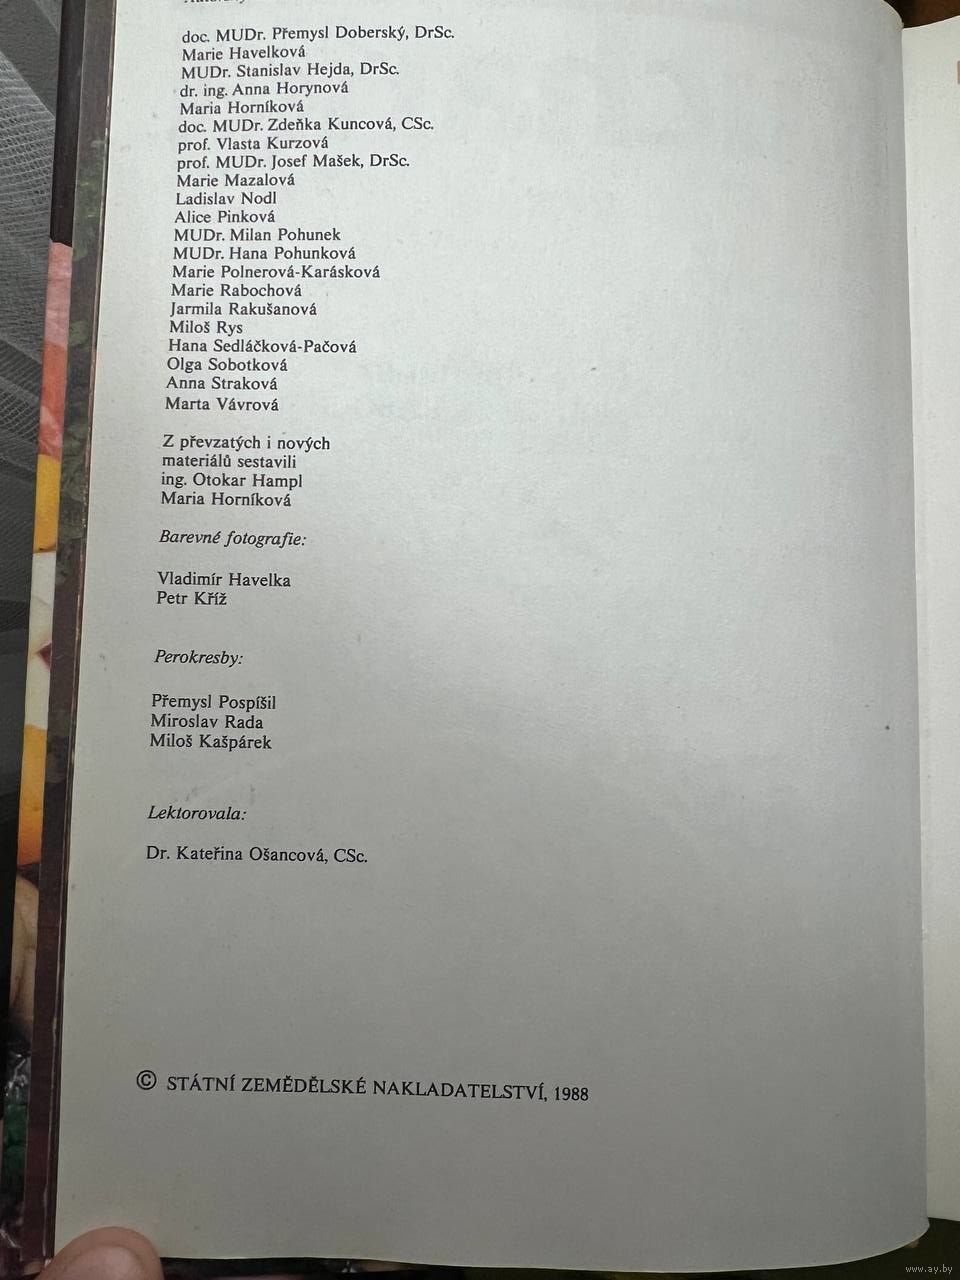 doc. MUDr. Přemysl Doberský, DrSc.
Marie Havelková
MUDr. Stanislav Hejda, DrSc.
dr. ing. Anna Horynová
Maria Horníková
doc. MUDr. Zdeňka Kuncová, CSc.
prof. Vlasta Kurzová
prof. MUDr. Josef Mašek, DrSc.
Marie Mazalová
Ladislav Nodl
Alice Pinková
MUDr. Milan Pohunek
MUDr. Hana Pohunková
Marie Polnerová-Karásková
Marie Rabochová
Jarmila Rakušanová
Miloš Rys
Hana Sedláčková-Pačová
Olga Sobotková
Anna Straková
Marta Vávrová
Z převzatých i nových
materiálů sestavili
ing. Otokar Hampl
Maria Horníková
Barevné fotografie:
Vladimír Havelka
Petr Kříž
Perokresby:
Přemysl Pospíšil
Miroslav Rada
Miloš Kašpárek
Lektorovala:
Dr. Kateřina Ošancová, CSc.
© STÁTNÍ ZEMĚDĚLSKÉ NAKLADATELSTVÍ, 1988
www.ay.by